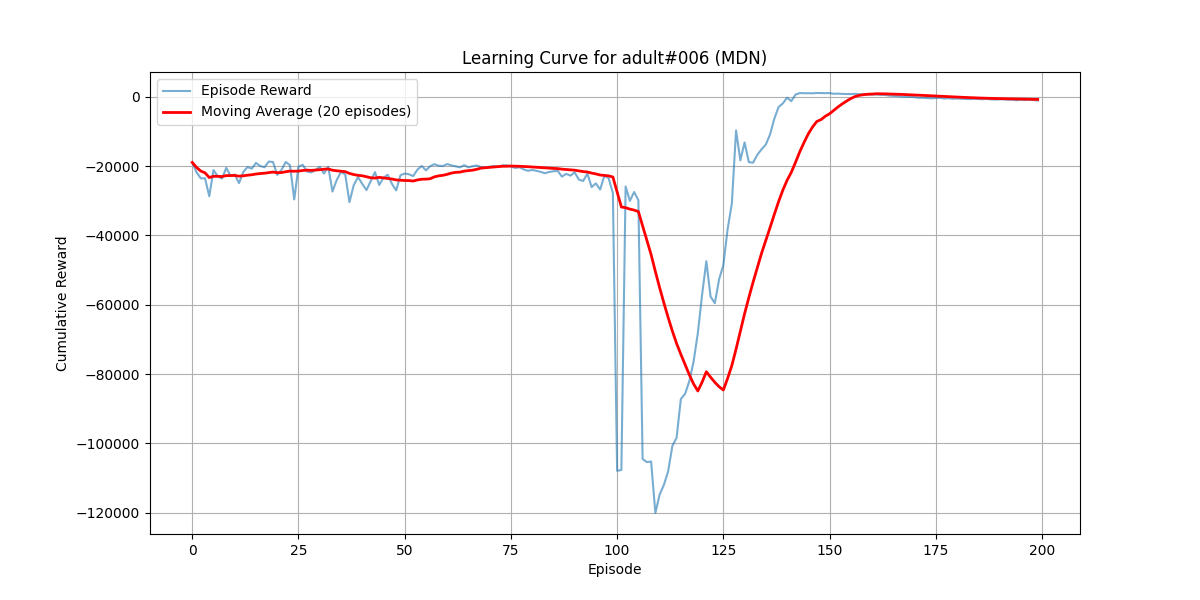 Learning Curve for adult#006 (MDN)
Episode Reward
Moving Average (20 episodes)
0
−20000
−40000
−60000
−80000
−100000
−120000
Cumulative Reward
0 25 50 75 100 125 150 175 200
Episode